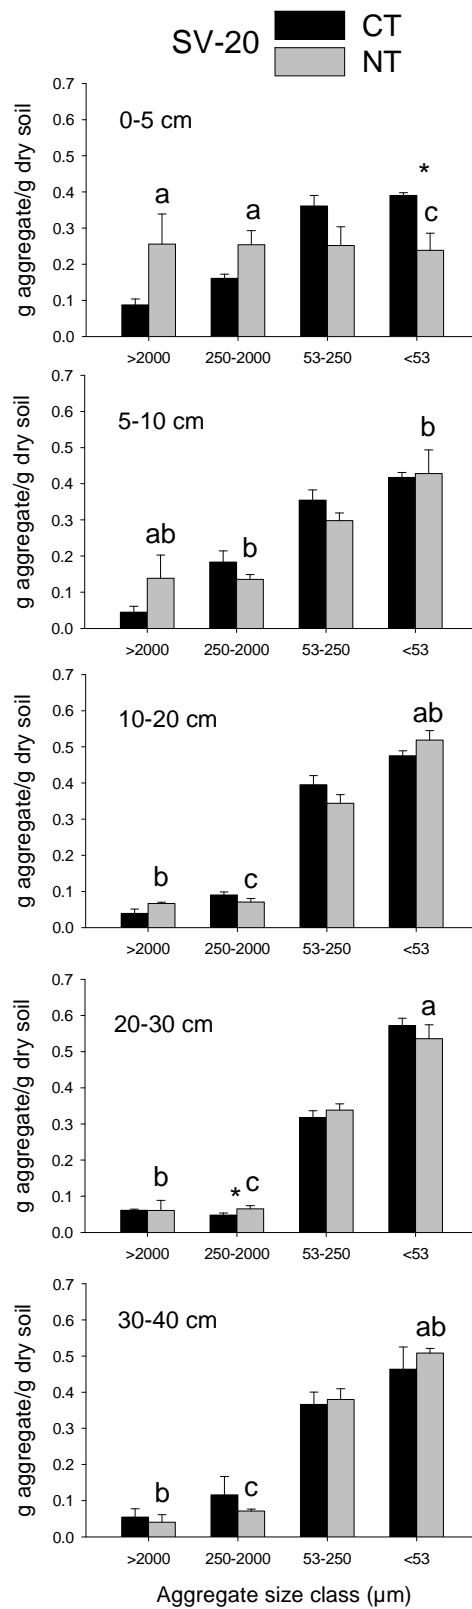 SV-20
CT
NT
g aggregate/g dry soil
0.7
0.6
0.5
0.4
0.3
0.2
0.1
0.0
0-5 cm
a
a
*
c
>2000
250-2000
53-250
<53
g aggregate/g dry soil
0.7
0.6
0.5
0.4
0.3
0.2
0.1
0.0
5-10 cm
ab
b
b
>2000
250-2000
53-250
<53
g aggregate/g dry soil
0.7
0.6
0.5
0.4
0.3
0.2
0.1
0.0
10-20 cm
b
c
ab
>2000
250-2000
53-250
<53
g aggregate/g dry soil
0.7
0.6
0.5
0.4
0.3
0.2
0.1
0.0
20-30 cm
b
* c
a
>2000
250-2000
53-250
<53
g aggregate/g dry soil
0.7
0.6
0.5
0.4
0.3
0.2
0.1
0.0
30-40 cm
b
c
ab
>2000
250-2000
53-250
<53
Aggregate size class (µm)